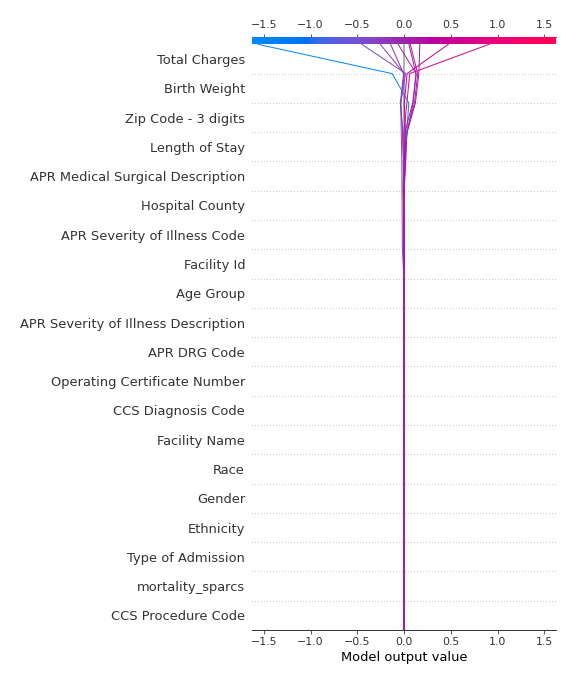 −1.5 −1.0 −0.5 0.0 0.5 1.0 1.5
Total Charges
Birth Weight
Zip Code - 3 digits
Length of Stay
APR Medical Surgical Description
Hospital County
APR Severity of Illness Code
Facility Id
Age Group
APR Severity of Illness Description
APR DRG Code
Operating Certificate Number
CCS Diagnosis Code
Facility Name
Race
Gender
Ethnicity
Type of Admission
mortality_sparcs
CCS Procedure Code
−1.5 −1.0 −0.5 0.0 0.5 1.0 1.5
Model output value